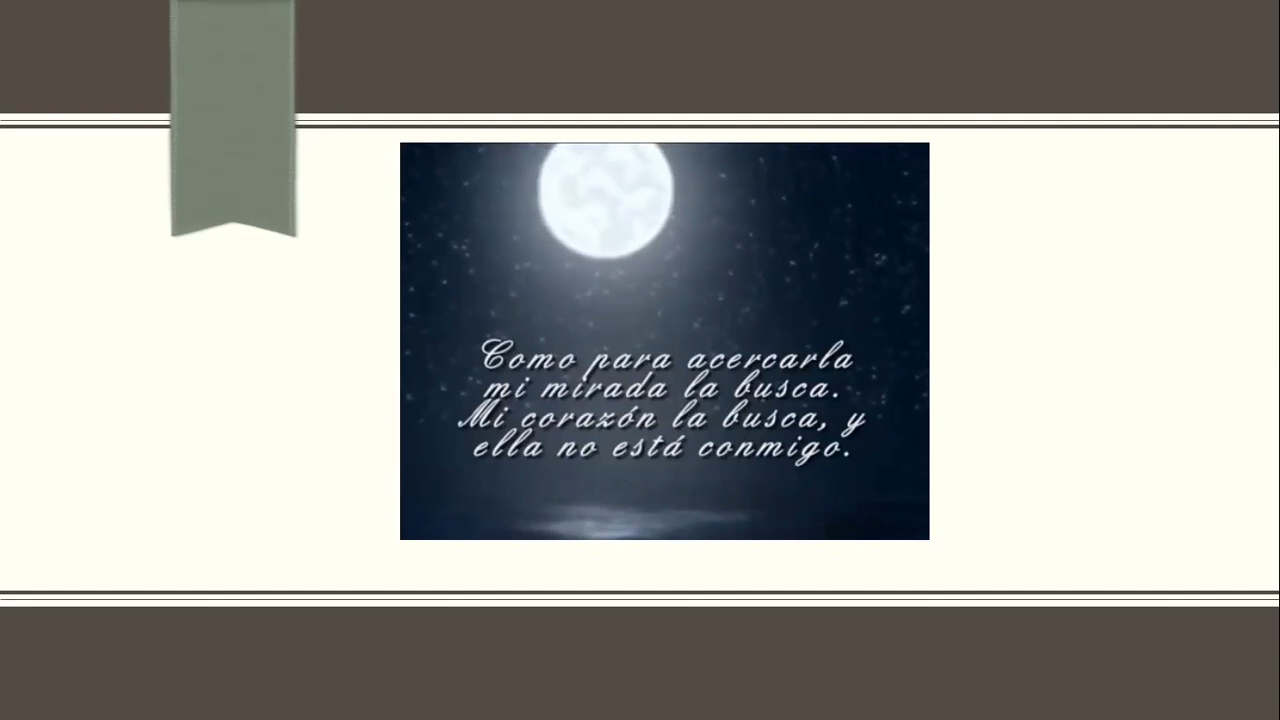 Como para acercarla
mi mirada la busca.
Mi corazón la busca, y
ella no está conmigo.